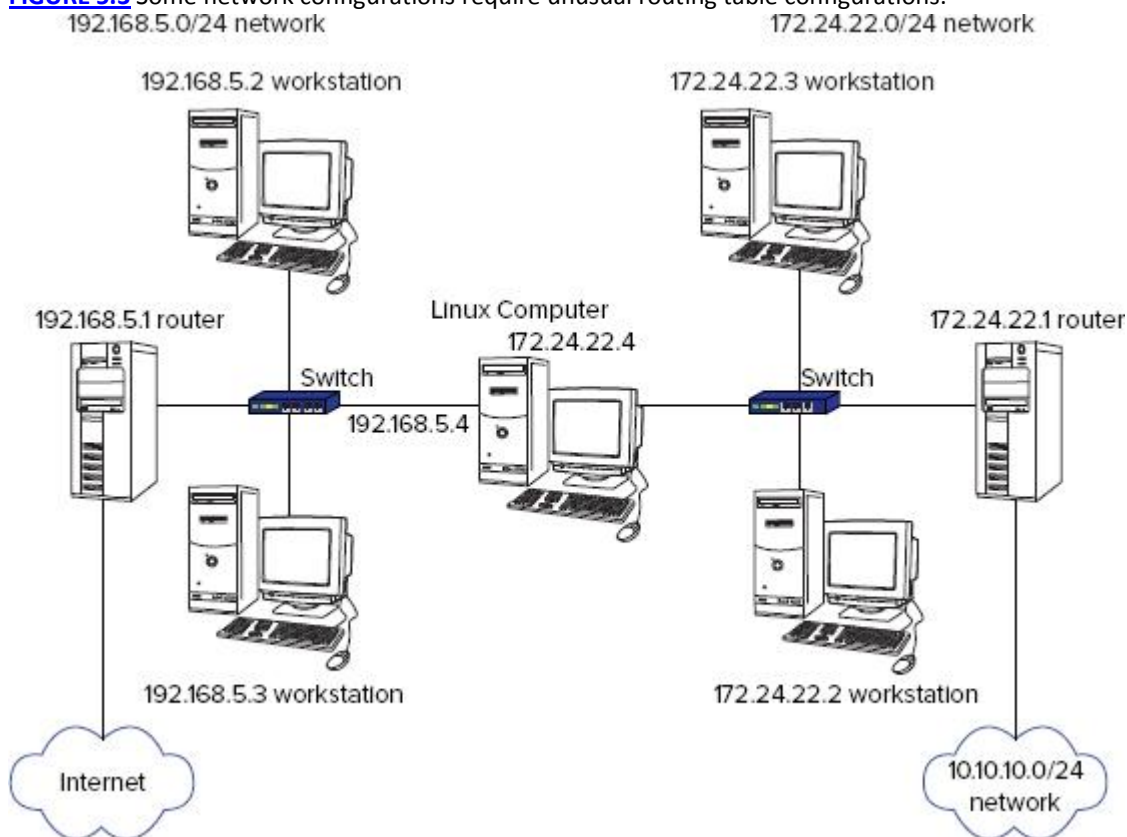 FIGURE 5.5 Some network configurations require unusual routing table configurations.
192.168.5.0/24 network
172.24.22.0/24 network
192.168.5.2 workstation
172.24.22.3 workstation
192.168.5.1 router
Linux Computer
172.24.22.4
172.24.22.1 router
Switch
Switch
192.168.5.4
192.168.5.3 workstation
172.24.22.2 workstation
Internet
10.10.10.0/24
network